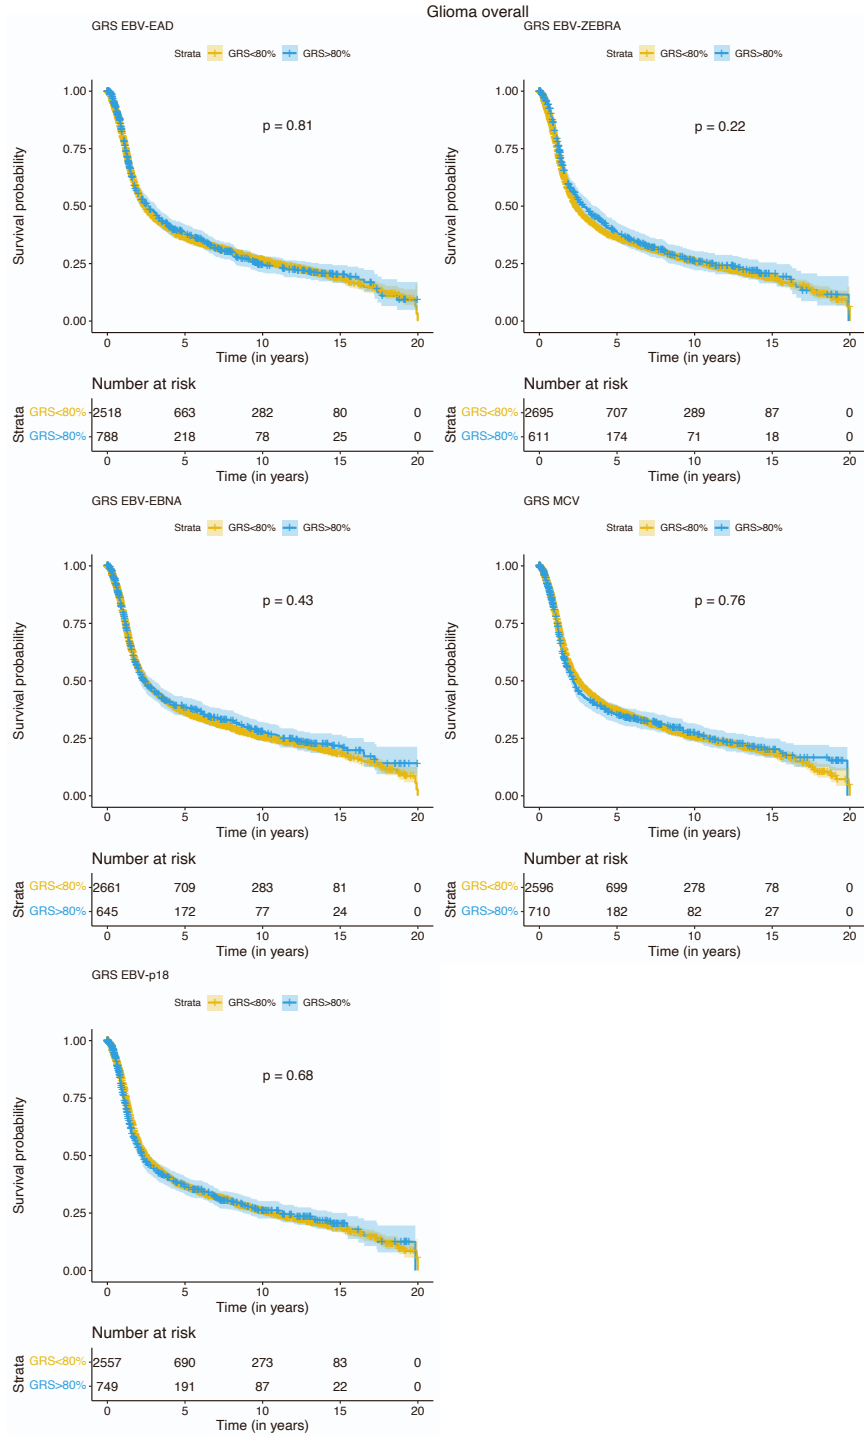 Glioma overall
GRS EBV-EAD
Strata GRS<80% GRS>80%
1.00
0.75
0.50
0.25
0.00
Survival probability
p = 0.81
0 5 10 15 20
Time (in years)
Number at risk
Strata
GRS<80% 2518 663 282 80 0
GRS>80% 788 218 78 25 0
0 5 10 15 20
Time (in years)
GRS EBV-ZEBRA
Strata GRS<80% GRS>80%
1.00
0.75
0.50
0.25
0.00
Survival probability
p = 0.22
0 5 10 15 20
Time (in years)
Number at risk
Strata
GRS<80% 2695 707 289 87 0
GRS>80% 611 174 71 18 0
0 5 10 15 20
Time (in years)
GRS EBV-EBNA
Strata GRS<80% GRS>80%
1.00
0.75
0.50
0.25
0.00
Survival probability
p = 0.43
0 5 10 15 20
Time (in years)
Number at risk
Strata
GRS<80% 2661 709 283 81 0
GRS>80% 645 172 77 24 0
0 5 10 15 20
Time (in years)
GRS MCV
Strata GRS<80% GRS>80%
1.00
0.75
0.50
0.25
0.00
Survival probability
p = 0.76
0 5 10 15 20
Time (in years)
Number at risk
Strata
GRS<80% 2596 699 278 78 0
GRS>80% 710 182 82 27 0
0 5 10 15 20
Time (in years)
GRS EBV-p18
Strata GRS<80% GRS>80%
1.00
0.75
0.50
0.25
0.00
Survival probability
p = 0.68
0 5 10 15 20
Time (in years)
Number at risk
Strata
GRS<80% 2557 690 273 83 0
GRS>80% 749 191 87 22 0
0 5 10 15 20
Time (in years)